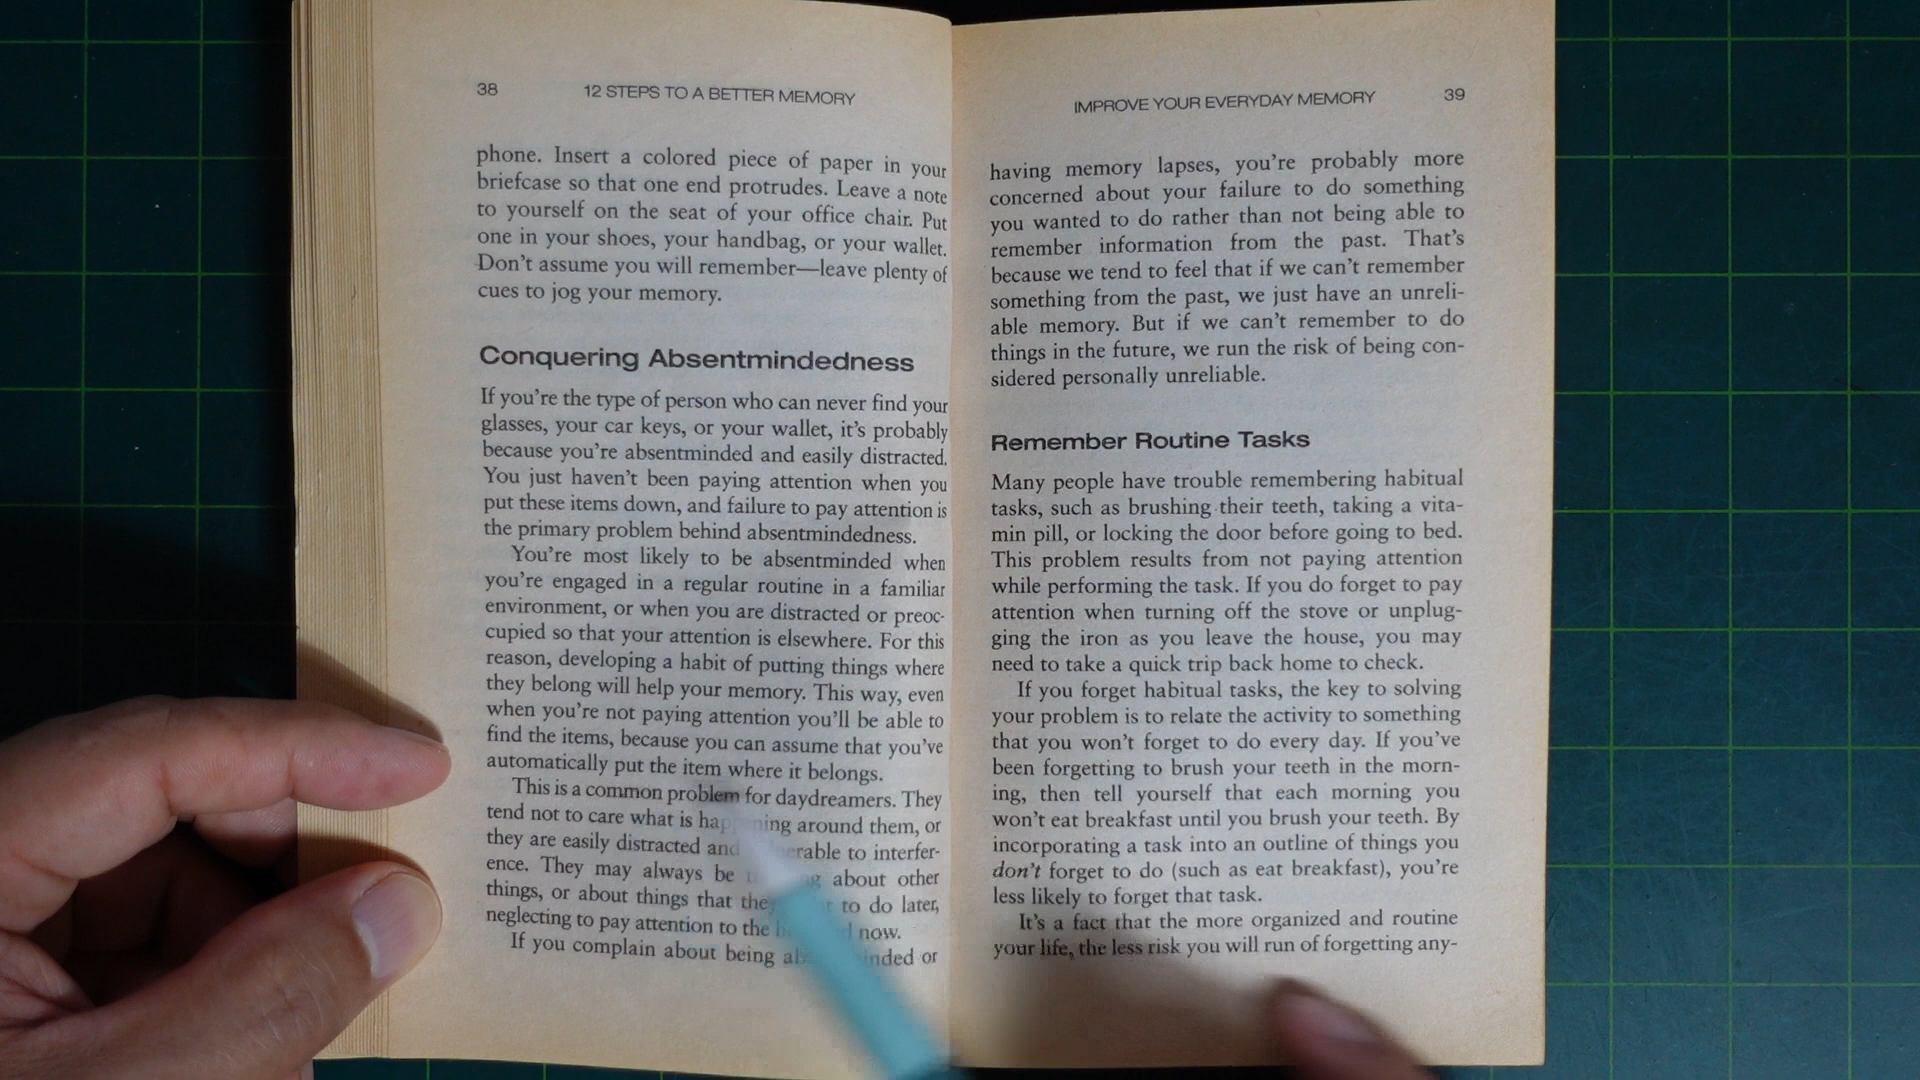 38
12 STEPS TO A BETTER MEMORY
phone. Insert a colored piece of paper in your
briefcase so that one end protrudes. Leave a note
to yourself on the seat of your office chair. Put
one in your shoes, your handbag, or your wallet.
Don't assume you will remember—leave plenty of
cues to jog your memory.
Conquering Absentmindedness
If you're the type of person who can never find your
glasses, your car keys, or your wallet, it's probably
because you're absentminded and easily distracted.
You just haven't been paying attention when you
put these items down, and failure to pay attention is
the primary problem behind absentmindedness.
You're most likely to be absentminded when
you're engaged in a regular routine in a familiar
environment, or when you are distracted or preoc-
cupied so that your attention is elsewhere. For this
reason, developing a habit of putting things where
they belong will help your memory. This way, even
when you're not paying attention you'll be able to
find the items, because you can assume that you've
automatically put the item where it belongs.
This is a common problem for daydreamers. They
tend not to care what is around them, or
they are easily distracted and to interfer-
ence. They may always be about other
things, or about things that to do later,
neglecting to pay attention to the now.
If you complain about being or
IMPROVE YOUR EVERYDAY MEMORY
39
having memory lapses, you're probably more
concerned about your failure to do something
you wanted to do rather than not being able to
remember information from the past. That's
because we tend to feel that if we can't remember
something from the past, we just have an unreli-
able memory. But if we can't remember to do
things in the future, we run the risk of being con-
sidered personally unreliable.
Remember Routine Tasks
Many people have trouble remembering habitual
tasks, such as brushing their teeth, taking a vita-
min pill, or locking the door before going to bed.
This problem results from not paying attention
while performing the task. If you do forget to pay
attention when turning off the stove or unplug-
ging the iron as you leave the house, you may
need to take a quick trip back home to check.
If you forget habitual tasks, the key to solving
your problem is to relate the activity to something
that you won't forget to do every day. If you've
been forgetting to brush your teeth in the morn-
ing, then tell yourself that each morning you
won't eat breakfast until you brush your teeth. By
incorporating a task into an outline of things you
don't forget to do (such as eat breakfast), you're
less likely to forget that task.
It's a fact that the more organized and routine
your life, the less risk you will run of forgetting any-